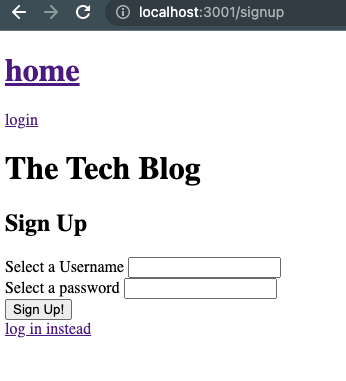 localhost:3001/signup
home
login
The Tech Blog
Sign Up
Select a Username
Select a password
Sign Up!
log in instead